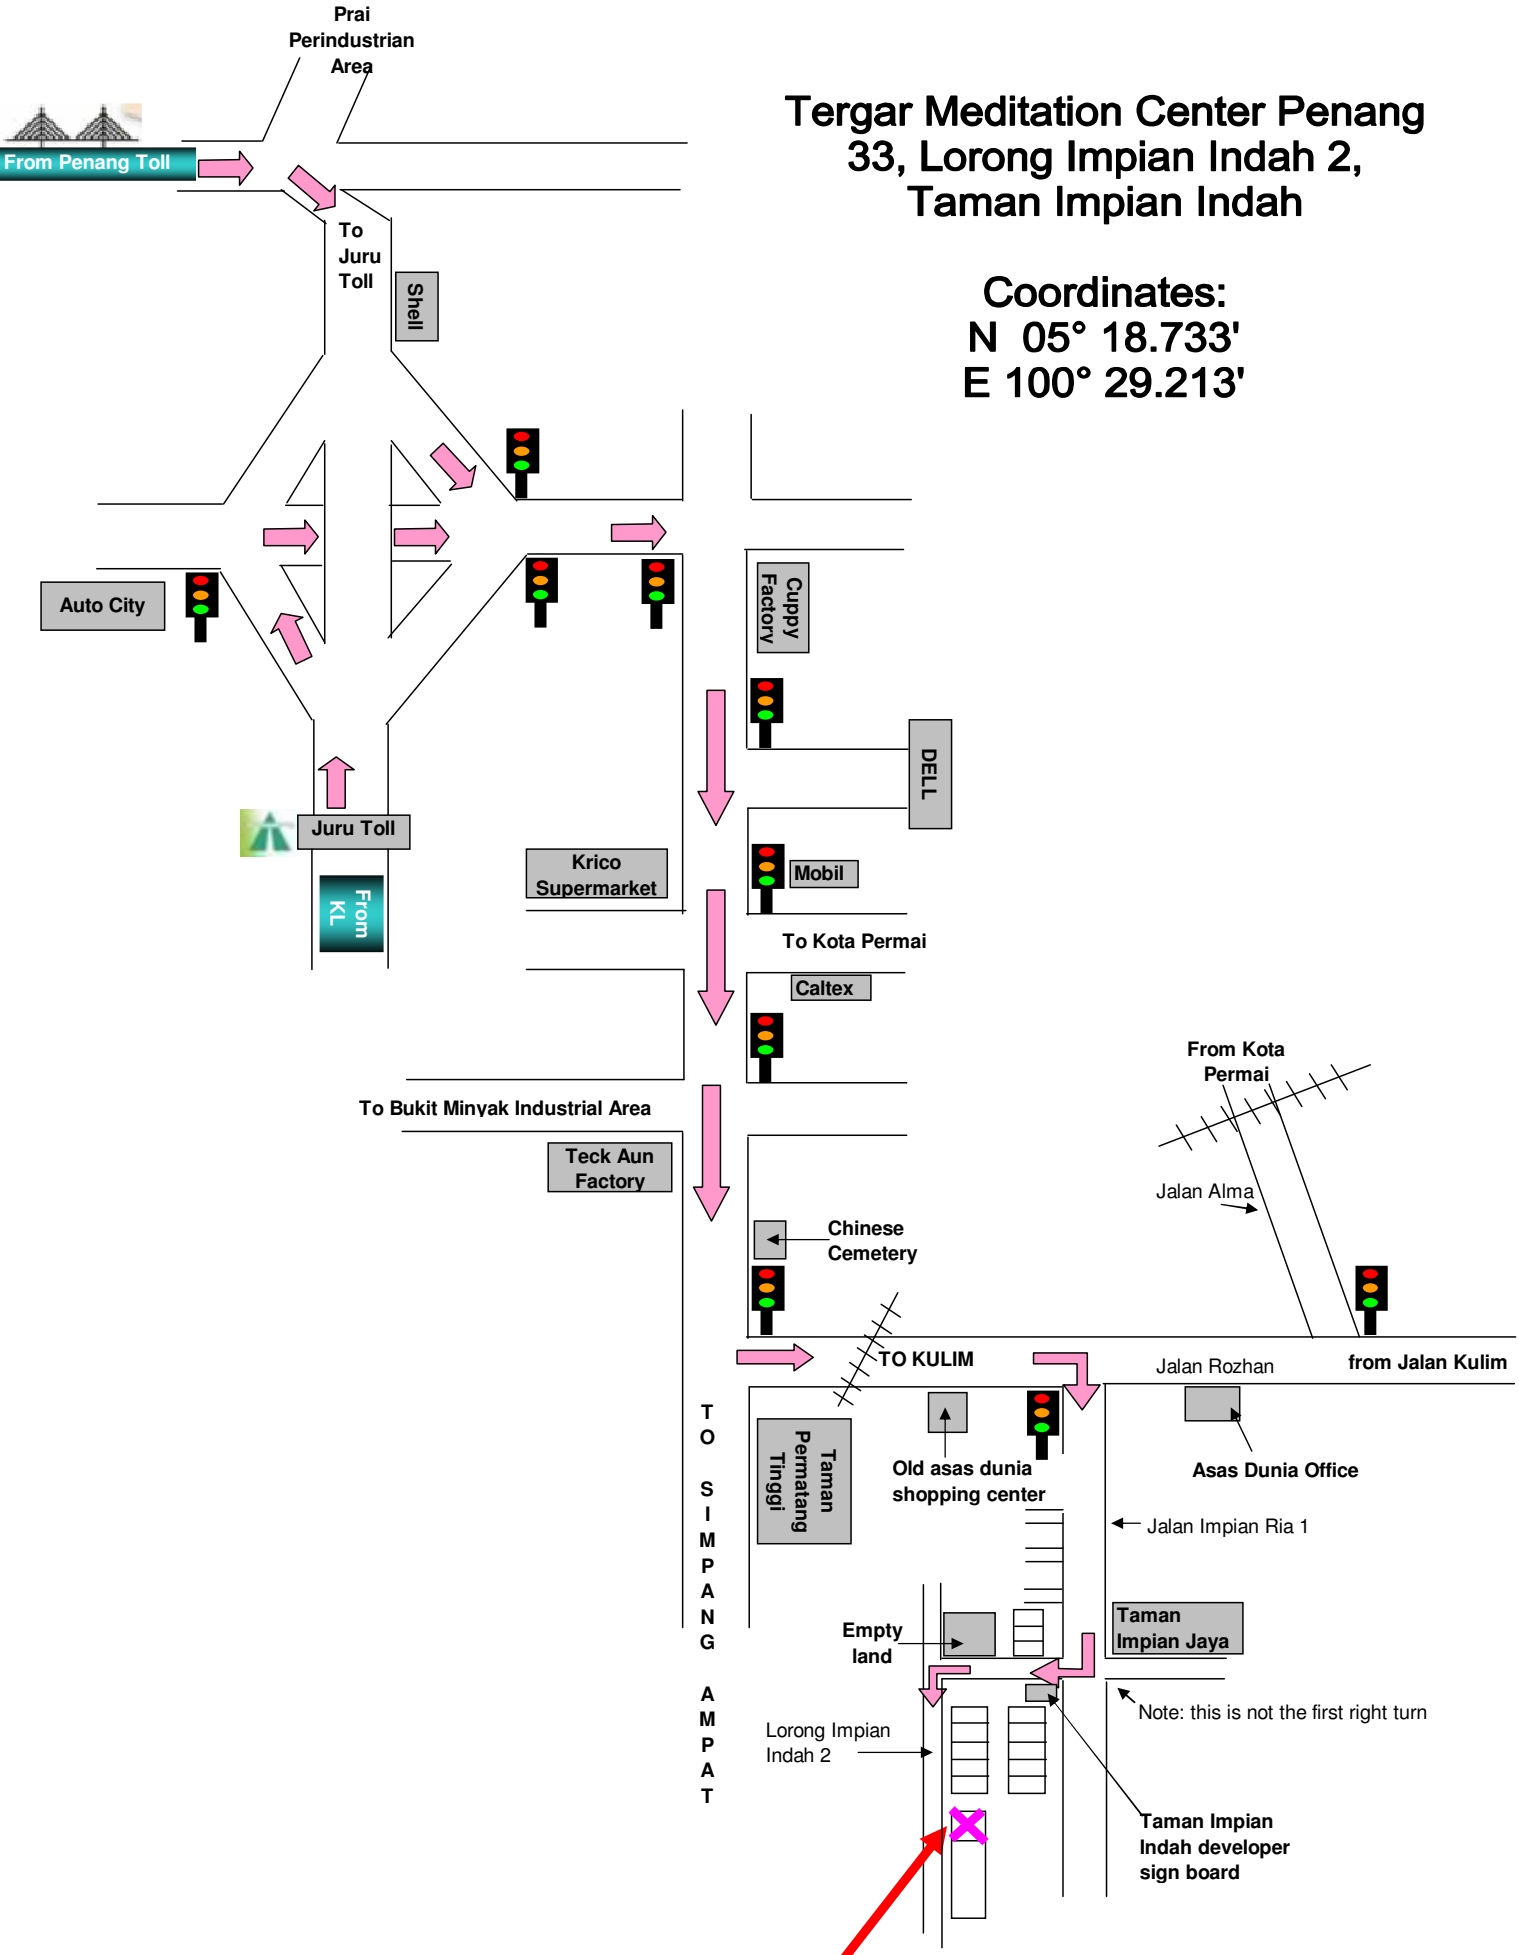 Prai
Perindustrian
Area
Tergar Meditation Center Penang
33, Lorong Impian Indah 2,
Taman Impian Indah
From Penang Toll
To
Juru
Toll
Shell
Coordinates:
N  05° 18.733'
E 100° 29.213'
Auto City
Cuppy
Factory
DELL
Juru Toll
Krico
Supermarket
Mobil
From
KL
To Kota Permai
Caltex
From Kota
Permai
To Bukit Minyak Industrial Area
Teck Aun
Factory
Jalan Alma
Chinese
Cemetery
TO KULIM
Jalan Rozhan
from Jalan Kulim
TO SIMPANG AMPAT
Taman
Permatang
Tinggi
Old asas dunia
shopping center
Asas Dunia Office
Jalan Impian Ria 1
Empty
land
Taman
Impian Jaya
Note: this is not the first right turn
Lorong Impian
Indah 2
Taman Impian
Indah developer
sign board